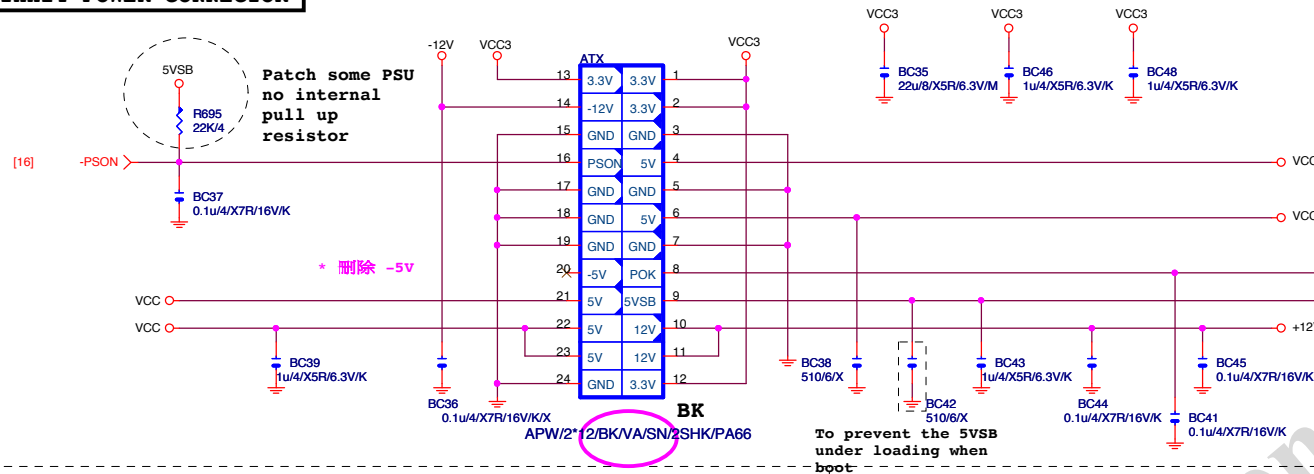 VCC3
VCC3
VCC3
BC35
22u/8/X5R/6.3V/M
BC46
1u/4/X5R/6.3V/K
BC48
1u/4/X5R/6.3V/K
5VSB
R695
22K/4
Patch some PSU
no internal
pull up
resistor
-12V
VCC3
VCC3
ATX
13 3.3V 3.3V 1
14 -12V 3.3V 2
15 GND GND 3
[16] -PSON 16 PSON 5V 4
17 GND GND 5
18 GND 5V 6
19 GND GND 7
20 -5V POK 8
21 5V 5VSB 9
22 5V 12V 10
23 5V 12V 11
24 GND 3.3V 12
BC37
0.1u/4/X7R/16V/K
* 删除 -5V
VCC
VCC
BC39
1u/4/X5R/6.3V/K
BC36
0.1u/4/X7R/16V/K/X
BK
APW/2*12/BK/VA/SN/2SHK/PA66
BC38
510/6/X
BC42
510/6/X
BC43
1u/4/X5R/6.3V/K
BC44
0.1u/4/X7R/16V/K
BC45
0.1u/4/X7R/16V/K
BC41
0.1u/4/X7R/16V/K
To prevent the 5VSB
under loading when
boot